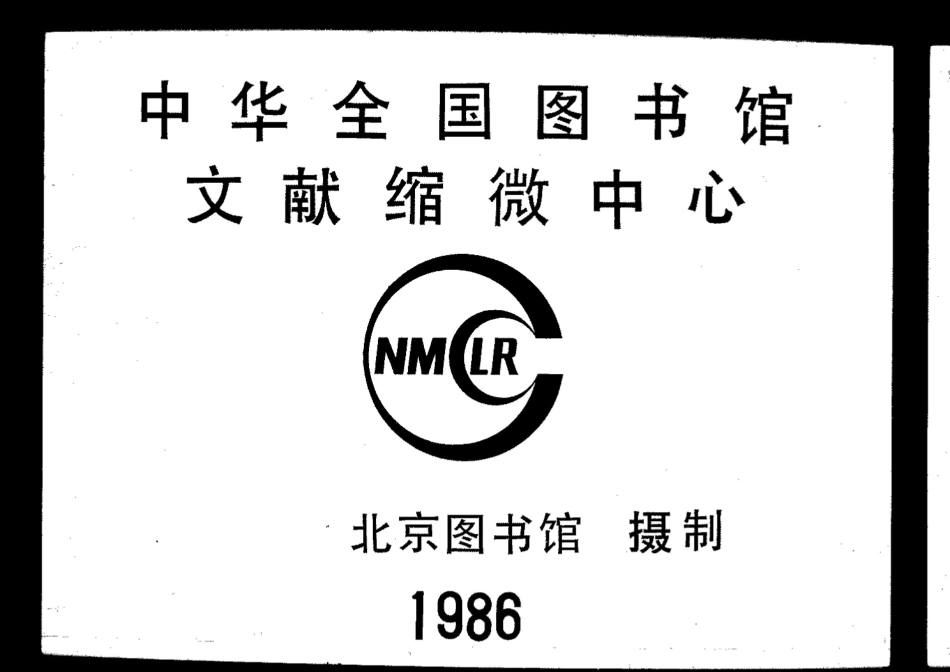 中华全国图书馆
文献缩微中心
NMCLR
北京图书馆 摄制
1986